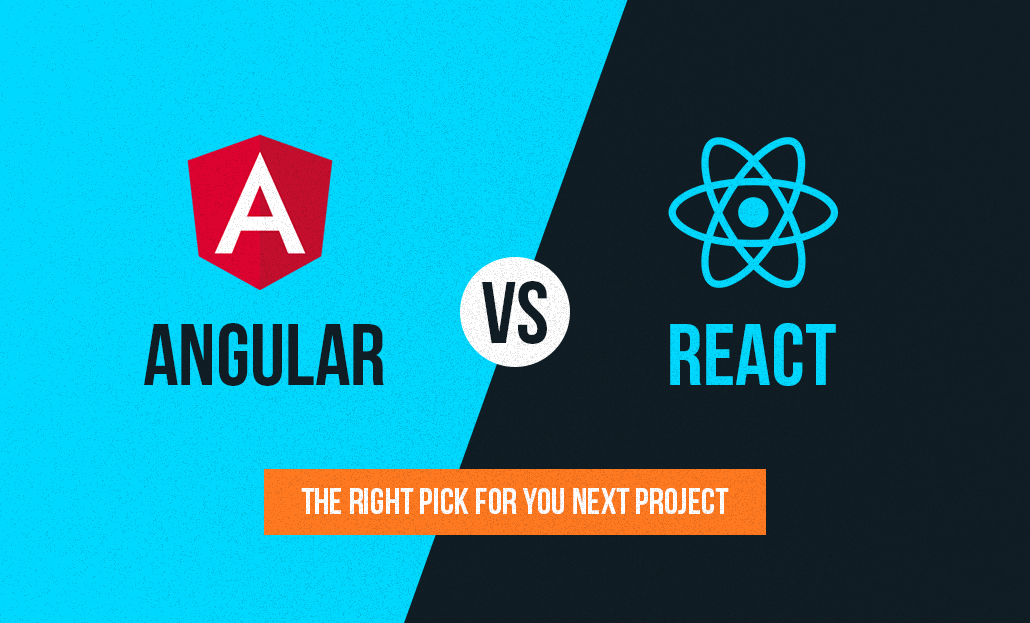 A
ANGULAR
VS
REACT
THE RIGHT PICK FOR YOU NEXT PROJECT